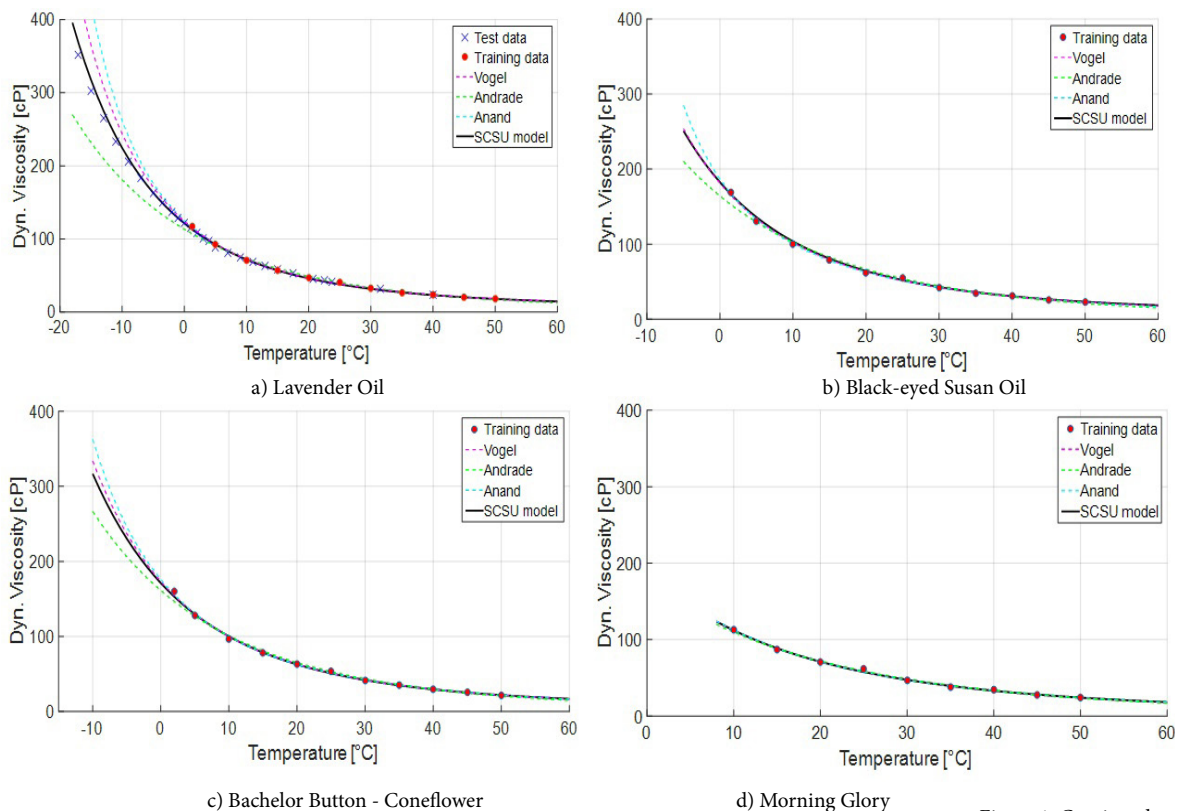 400
300
200
100
0
Dyn. Viscosity [cP]
Test data
Training data
Vogel
Andrade
Anand
SCSU model
-20 -10 0 10 20 30 40 50 60
Temperature [°C]
a) Lavender Oil
400
300
200
100
0
Dyn. Viscosity [cP]
Training data
Vogel
Andrade
Anand
SCSU model
-10 0 10 20 30 40 50 60
Temperature [°C]
b) Black-eyed Susan Oil
400
300
200
100
0
Dyn. Viscosity [cP]
Training data
Vogel
Andrade
Anand
SCSU model
-10 0 10 20 30 40 50 60
Temperature [°C]
c) Bachelor Button - Coneflower
400
300
200
100
0
Dyn. Viscosity [cP]
Training data
Vogel
Andrade
Anand
SCSU model
0 10 20 30 40 50 60
Temperature [°C]
d) Morning Glory